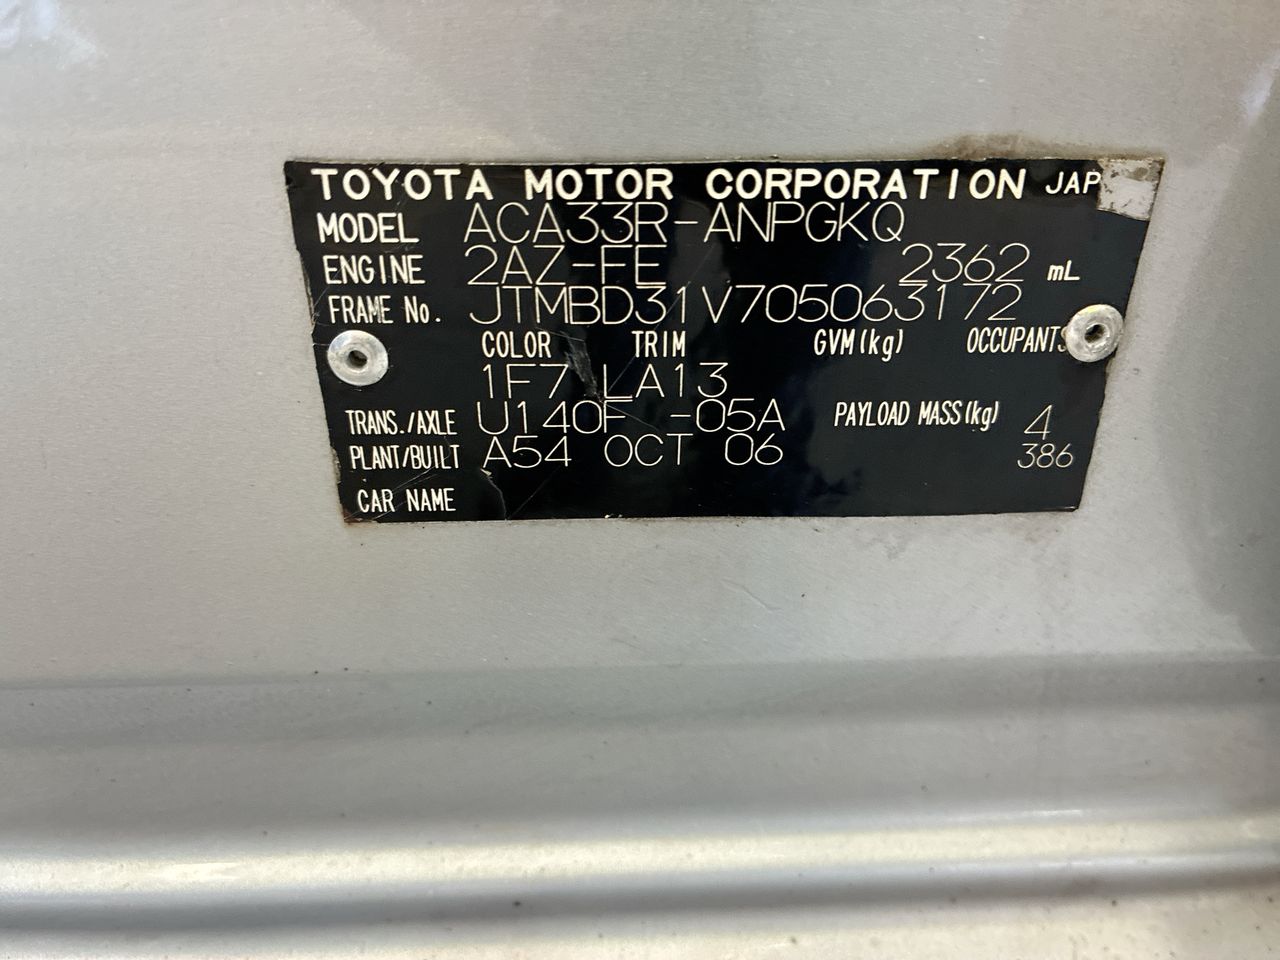 TOYOTA MOTOR CORPORATION JAP
MODEL ACA33R-ANPGKQ
ENGINE 2AZ-FE 2362 mL
FRAME No. JTMBD31V705063172
COLOR TRIM GVM(kg) OCCUPANTS
1F7 LA13
TRANS./AXLE U140F -05A PAYLOAD MASS(kg) 4
PLANT/BUILT A54 OCT 06 386
CAR NAME